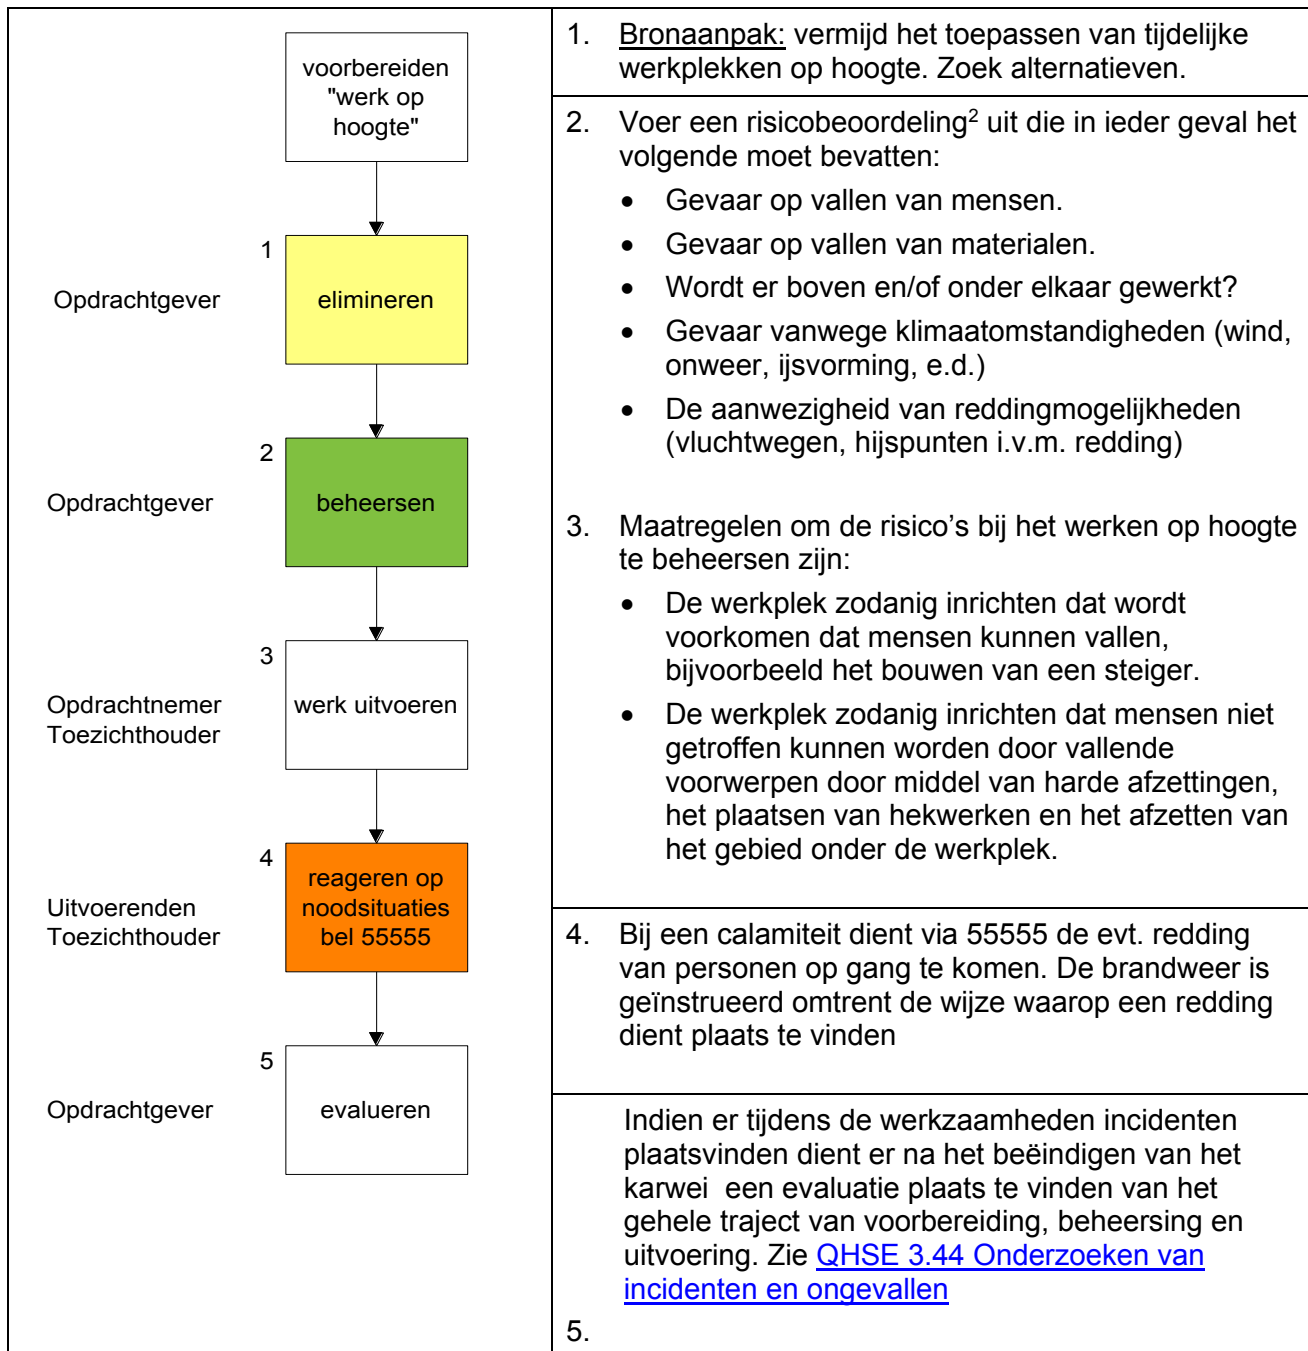 voorbereiden
"werk op
hoogte"
1
Opdrachtgever
elimineren
2
Opdrachtgever
beheersen
3
Opdrachtnemer
Toezichthouder
werk uitvoeren
4
Uitvoerenden
Toezichthouder
reageren op
noodsituaties
bel 55555
5
Opdrachtgever
evalueren
1. Bronaanpak: vermijd het toepassen van tijdelijke
werkplekken op hoogte. Zoek alternatieven.
2. Voer een risicobeoordeling² uit die in ieder geval het
volgende moet bevatten:
• Gevaar op vallen van mensen.
• Gevaar op vallen van materialen.
• Wordt er boven en/of onder elkaar gewerkt?
• Gevaar vanwege klimaatomstandigheden (wind,
onweer, ijsvorming, e.d.)
• De aanwezigheid van reddingmogelijkheden
(vluchtwegen, hijspunten i.v.m. redding)
3. Maatregelen om de risico’s bij het werken op hoogte
te beheersen zijn:
• De werkplek zodanig inrichten dat wordt
voorkomen dat mensen kunnen vallen,
bijvoorbeeld het bouwen van een steiger.
• De werkplek zodanig inrichten dat mensen niet
getroffen kunnen worden door vallende
voorwerpen door middel van harde afzettingen,
het plaatsen van hekwerken en het afzetten van
het gebied onder de werkplek.
4. Bij een calamiteit dient via 55555 de evt. redding
van personen op gang te komen. De brandweer is
geïnstrueerd omtrent de wijze waarop een redding
dient plaats te vinden
Indien er tijdens de werkzaamheden incidenten
plaatsvinden dient er na het beëindigen van het
karwei een evaluatie plaats te vinden van het
gehele traject van voorbereiding, beheersing en
uitvoering. Zie QHSE 3.44 Onderzoeken van
incidenten en ongevallen
5.